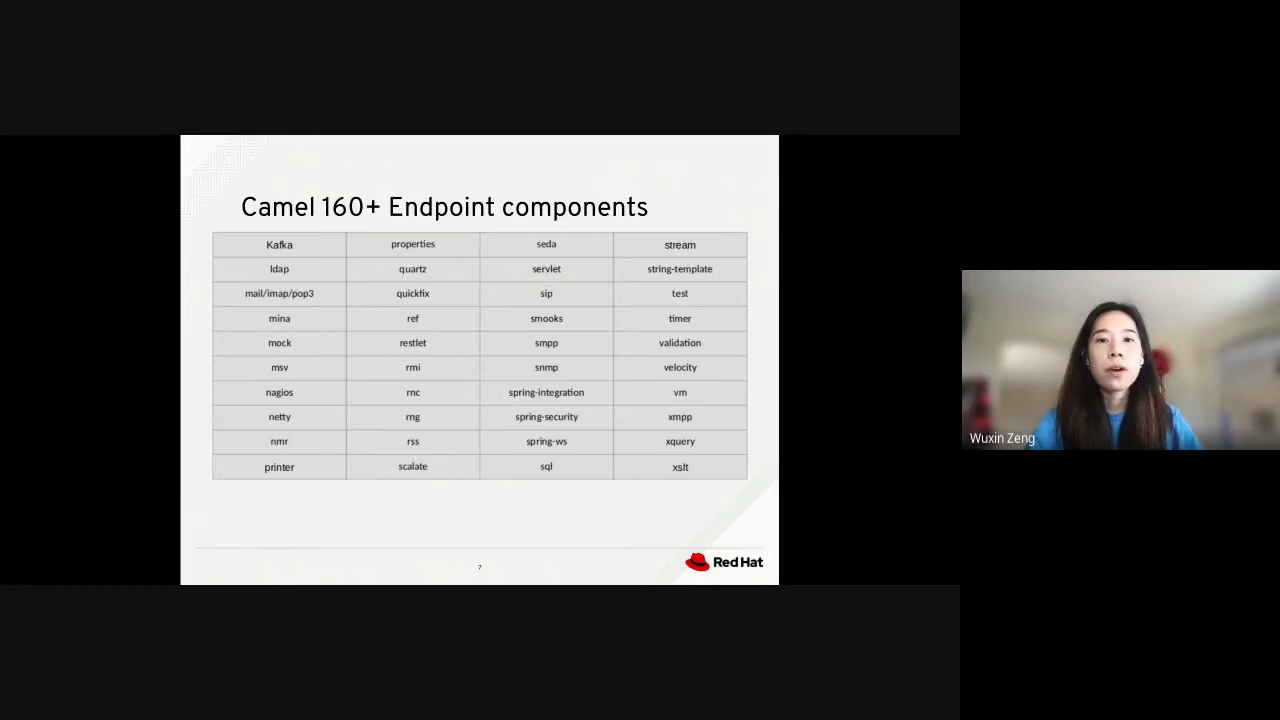 Camel 160+ Endpoint components
Kafka properties seda stream
ldap quartz servlet string-template
mail/imap/pop3 quickfix sip test
mina ref smooks timer
mock restlet smpp validation
msv rmi snmp velocity
nagios rnc spring-integration vm
netty rng spring-security xmpp
nmr rss spring-ws xquery
printer scalate sql xslt
7
Red Hat
Wuxin Zeng